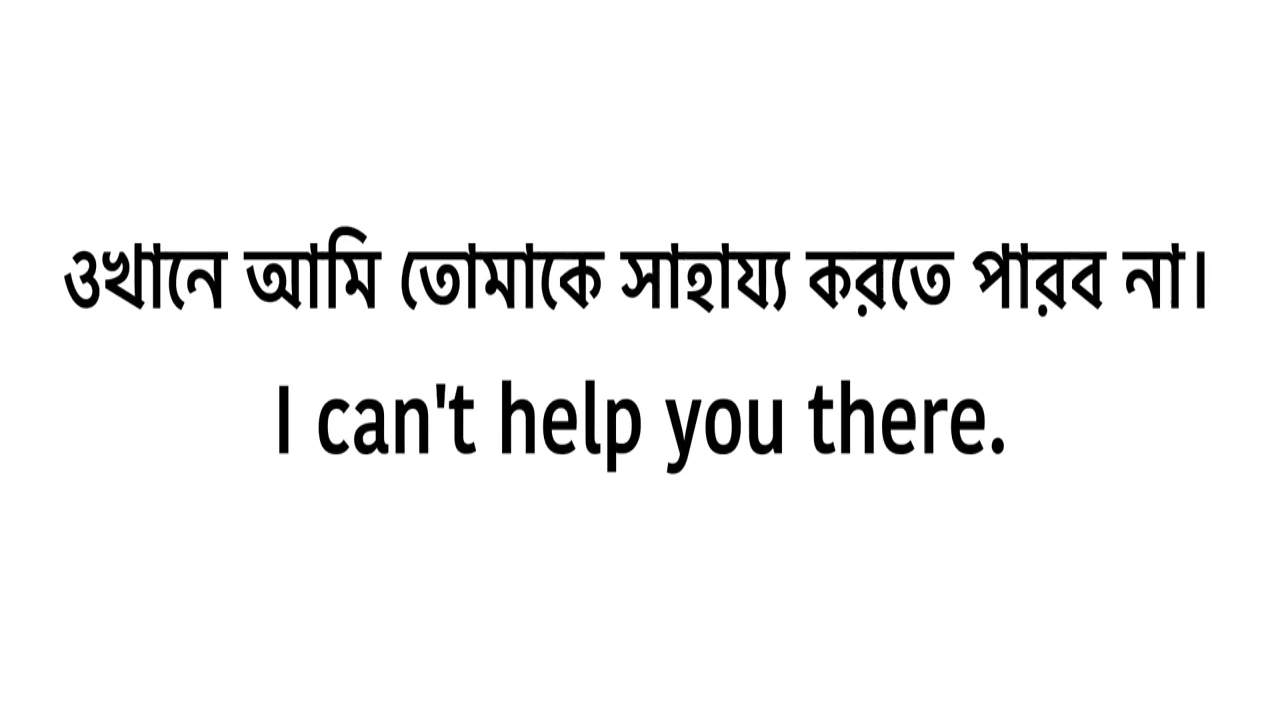 ওখানে আমি তোমাকে সাহায্য করতে পারব না।
I can't help you there.